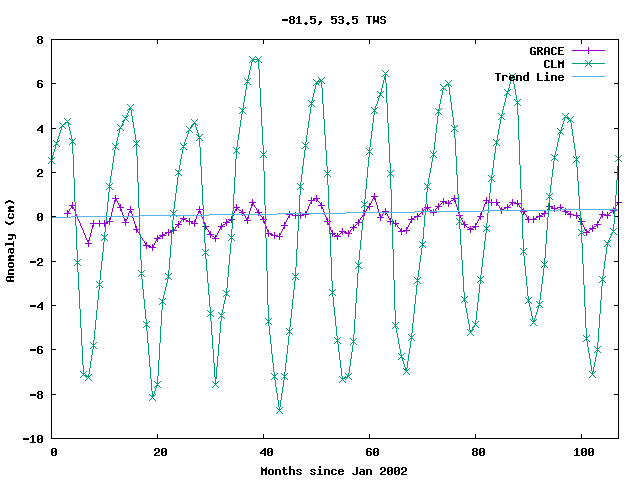 -81.5, 53.5 TWS
GRACE
CLM
Trend Line
8
6
4
2
0
-2
-4
-6
-8
-10
Anomaly (cm)
0 20 40 60 80 100
Months since Jan 2002